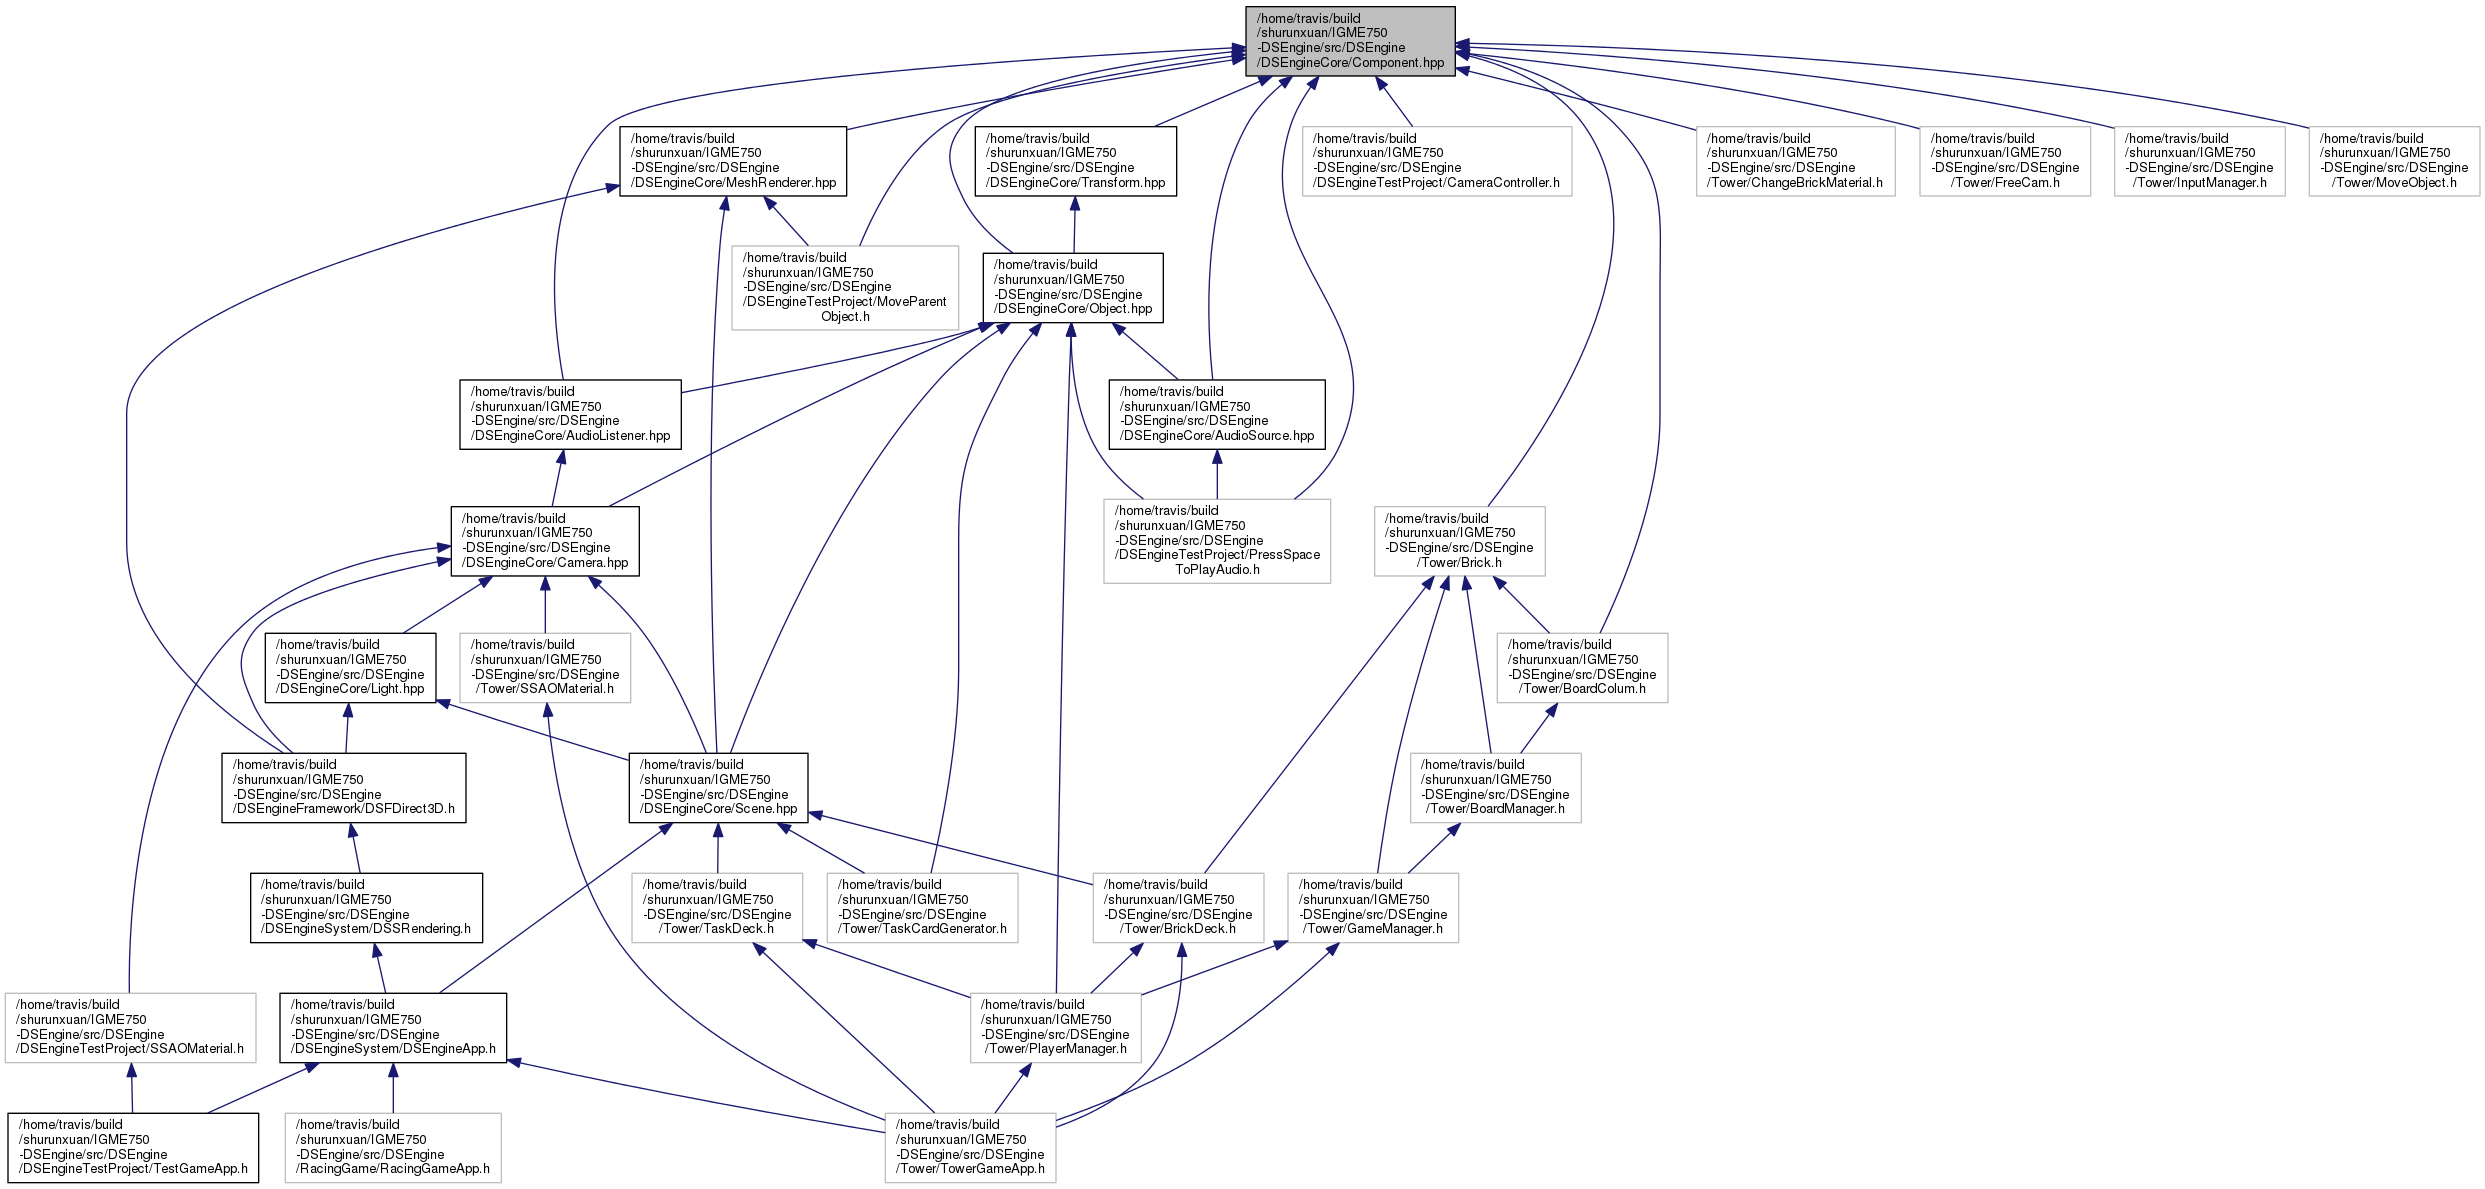 /home/travis/build
/shurunxuan/IGME750
-DSEngine/src/DSEngine
/DSEngineCore/Component.hpp
/home/travis/build
/shurunxuan/IGME750
-DSEngine/src/DSEngine
/DSEngineCore/MeshRenderer.hpp
/home/travis/build
/shurunxuan/IGME750
-DSEngine/src/DSEngine
/DSEngineCore/Transform.hpp
/home/travis/build
/shurunxuan/IGME750
-DSEngine/src/DSEngine
/DSEngineTestProject/CameraController.h
/home/travis/build
/shurunxuan/IGME750
-DSEngine/src/DSEngine
/Tower/ChangeBrickMaterial.h
/home/travis/build
/shurunxuan/IGME750
-DSEngine/src/DSEngine
/Tower/FreeCam.h
/home/travis/build
/shurunxuan/IGME750
-DSEngine/src/DSEngine
/Tower/InputManager.h
/home/travis/build
/shurunxuan/IGME750
-DSEngine/src/DSEngine
/Tower/MoveObject.h
/home/travis/build
/shurunxuan/IGME750
-DSEngine/src/DSEngine
/DSEngineTestProject/MoveParent
Object.h
/home/travis/build
/shurunxuan/IGME750
-DSEngine/src/DSEngine
/DSEngineCore/Object.hpp
/home/travis/build
/shurunxuan/IGME750
-DSEngine/src/DSEngine
/DSEngineCore/AudioListener.hpp
/home/travis/build
/shurunxuan/IGME750
-DSEngine/src/DSEngine
/DSEngineCore/AudioSource.hpp
/home/travis/build
/shurunxuan/IGME750
-DSEngine/src/DSEngine
/DSEngineCore/Camera.hpp
/home/travis/build
/shurunxuan/IGME750
-DSEngine/src/DSEngine
/DSEngineTestProject/PressSpace
ToPlayAudio.h
/home/travis/build
/shurunxuan/IGME750
-DSEngine/src/DSEngine
/Tower/Brick.h
/home/travis/build
/shurunxuan/IGME750
-DSEngine/src/DSEngine
/DSEngineCore/Light.hpp
/home/travis/build
/shurunxuan/IGME750
-DSEngine/src/DSEngine
/Tower/SSAOMaterial.h
/home/travis/build
/shurunxuan/IGME750
-DSEngine/src/DSEngine
/Tower/BoardColum.h
/home/travis/build
/shurunxuan/IGME750
-DSEngine/src/DSEngine
/DSEngineFramework/DSFDirect3D.h
/home/travis/build
/shurunxuan/IGME750
-DSEngine/src/DSEngine
/DSEngineCore/Scene.hpp
/home/travis/build
/shurunxuan/IGME750
-DSEngine/src/DSEngine
/Tower/BoardManager.h
/home/travis/build
/shurunxuan/IGME750
-DSEngine/src/DSEngine
/DSEngineSystem/DSSRendering.h
/home/travis/build
/shurunxuan/IGME750
-DSEngine/src/DSEngine
/Tower/TaskDeck.h
/home/travis/build
/shurunxuan/IGME750
-DSEngine/src/DSEngine
/Tower/TaskCardGenerator.h
/home/travis/build
/shurunxuan/IGME750
-DSEngine/src/DSEngine
/Tower/BrickDeck.h
/home/travis/build
/shurunxuan/IGME750
-DSEngine/src/DSEngine
/Tower/GameManager.h
/home/travis/build
/shurunxuan/IGME750
-DSEngine/src/DSEngine
/DSEngineTestProject/SSAOMaterial.h
/home/travis/build
/shurunxuan/IGME750
-DSEngine/src/DSEngine
/DSEngineSystem/DSEngineApp.h
/home/travis/build
/shurunxuan/IGME750
-DSEngine/src/DSEngine
/Tower/PlayerManager.h
/home/travis/build
/shurunxuan/IGME750
-DSEngine/src/DSEngine
/DSEngineTestProject/TestGameApp.h
/home/travis/build
/shurunxuan/IGME750
-DSEngine/src/DSEngine
/RacingGame/RacingGameApp.h
/home/travis/build
/shurunxuan/IGME750
-DSEngine/src/DSEngine
/Tower/TowerGameApp.h